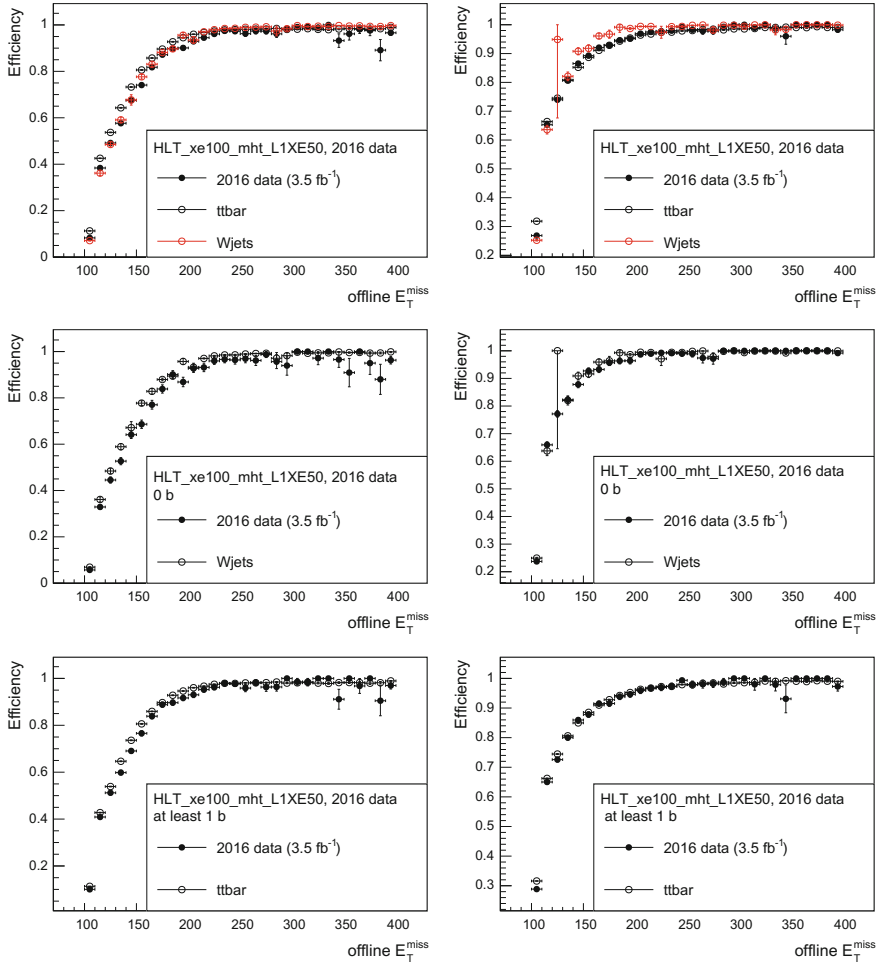 Efficiency
1
0.8
0.6
0.4
0.2
0
HLT_xe100_mht_L1XE50, 2016 data
2016 data (3.5 fb⁻¹)
ttbar
Wjets
100 150 200 250 300 350 400
offline E_T^miss
Efficiency
1
0.9
0.8
0.7
0.6
0.5
0.4
0.3
0.2
HLT_xe100_mht_L1XE50, 2016 data
2016 data (3.5 fb⁻¹)
ttbar
Wjets
100 150 200 250 300 350 400
offline E_T^miss
Efficiency
1
0.8
0.6
0.4
0.2
0
HLT_xe100_mht_L1XE50, 2016 data
0 b
2016 data (3.5 fb⁻¹)
Wjets
100 150 200 250 300 350 400
offline E_T^miss
Efficiency
1
0.9
0.8
0.7
0.6
0.5
0.4
0.3
0.2
HLT_xe100_mht_L1XE50, 2016 data
0 b
2016 data (3.5 fb⁻¹)
Wjets
100 150 200 250 300 350 400
offline E_T^miss
Efficiency
1
0.8
0.6
0.4
0.2
HLT_xe100_mht_L1XE50, 2016 data
at least 1 b
2016 data (3.5 fb⁻¹)
ttbar
100 150 200 250 300 350 400
offline E_T^miss
Efficiency
1
0.9
0.8
0.7
0.6
0.5
0.4
0.3
HLT_xe100_mht_L1XE50, 2016 data
at least 1 b
2016 data (3.5 fb⁻¹)
ttbar
100 150 200 250 300 350 400
offline E_T^miss